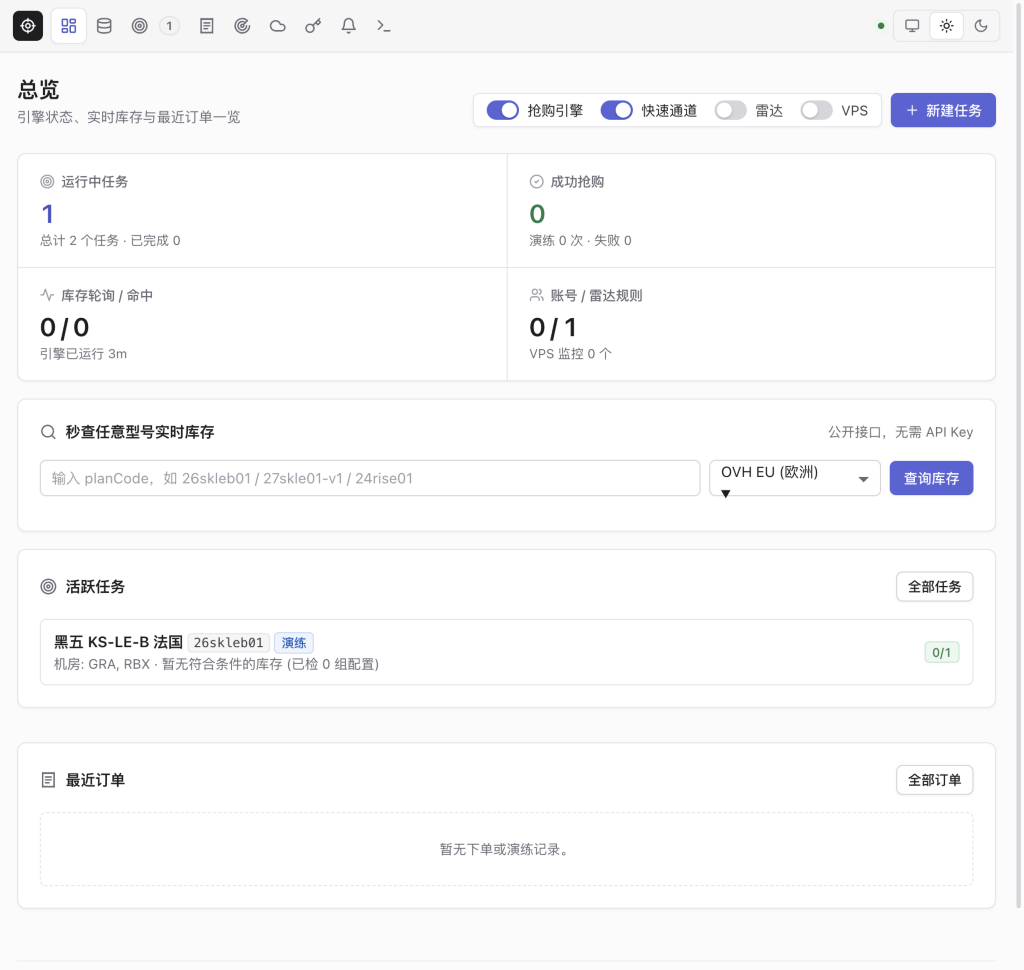 1
总览
引擎状态、实时库存与最近订单一览
抢购引擎 快速通道 雷达 VPS
+ 新建任务
运行中任务
1
总计 2 个任务 · 已完成 0
成功抢购
0
演练 0 次 · 失败 0
库存轮询 / 命中
0 / 0
引擎已运行 3m
账号 / 雷达规则
0 / 1
VPS 监控 0 个
秒查任意型号实时库存
公开接口，无需 API Key
输入 planCode，如 26skleb01 / 27skle01-v1 / 24rise01
OVH EU (欧洲)
查询库存
活跃任务
全部任务
黑五 KS-LE-B 法国 26skleb01 演练
机房: GRA, RBX · 暂无符合条件的库存 (已检 0 组配置)
0/1
最近订单
全部订单
暂无下单或演练记录。